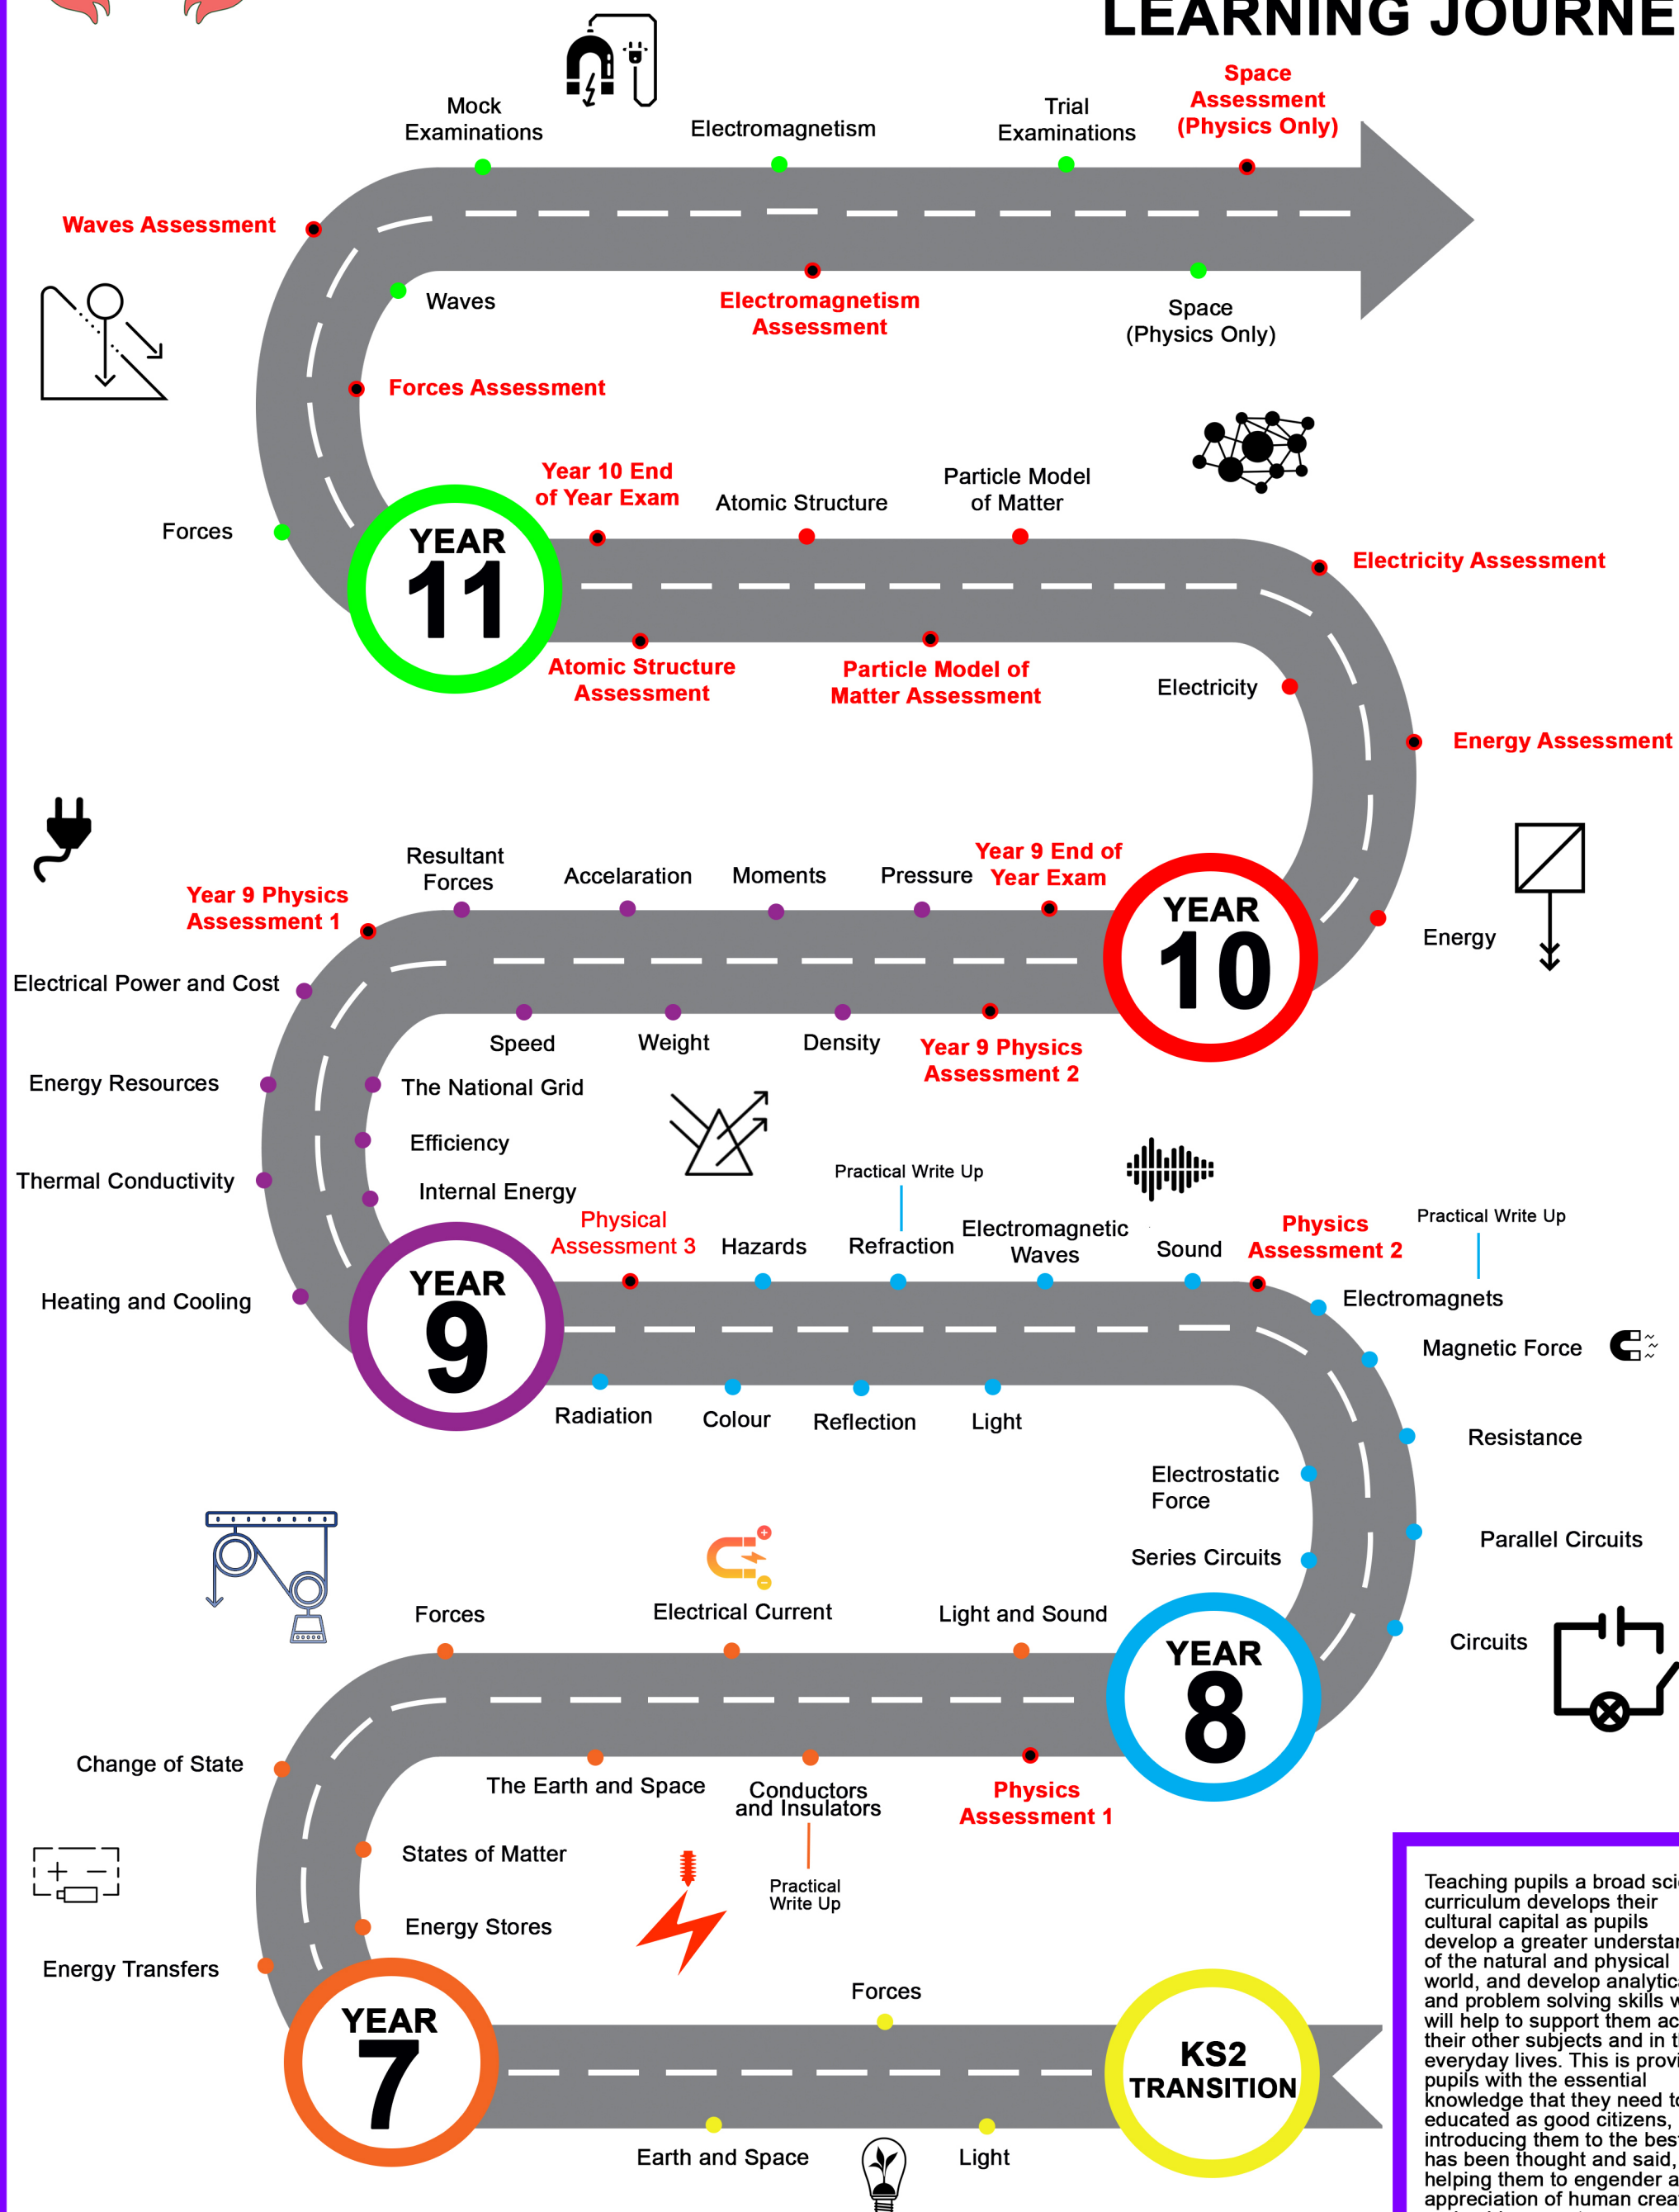 LEARNING JOURNE
Space
Assessment
(Physics Only)
Mock
Examinations
Electromagnetism
Trial
Examinations
Waves Assessment
Waves
Electromagnetism
Assessment
Space
(Physics Only)
Forces Assessment
Forces
YEAR
11
Year 10 End
of Year Exam
Atomic Structure
Particle Model
of Matter
Electricity Assessment
Atomic Structure
Assessment
Particle Model of
Matter Assessment
Electricity
Energy Assessment
Energy
YEAR
10
Year 9 End of
Year Exam
Pressure
Moments
Accelaration
Resultant
Forces
Year 9 Physics
Assessment 1
Electrical Power and Cost
Speed
Weight
Density
Year 9 Physics
Assessment 2
Energy Resources
The National Grid
Efficiency
Thermal Conductivity
Internal Energy
Heating and Cooling
YEAR
9
Physical
Assessment 3
Hazards
Practical Write Up
Refraction
Electromagnetic
Waves
Sound
Physics
Assessment 2
Practical Write Up
Electromagnets
Magnetic Force
Radiation
Colour
Reflection
Light
Resistance
Electrostatic
Force
Parallel Circuits
Series Circuits
Circuits
YEAR
8
Light and Sound
Electrical Current
Forces
Change of State
The Earth and Space
Conductors
and Insulators
Practical
Write Up
Physics
Assessment 1
States of Matter
Energy Stores
Energy Transfers
YEAR
7
Forces
Earth and Space
Light
KS2
TRANSITION
Teaching pupils a broad sci
curriculum develops their
cultural capital as pupils
develop a greater understan
of the natural and physical
world, and develop analytic
and problem solving skills w
will help to support them ac
their other subjects and in t
everyday lives. This is provi
pupils with the essential
knowledge that they need to
educated as good citizens,
introducing them to the bes
has been thought and said,
helping them to engender a
appreciation of human crea